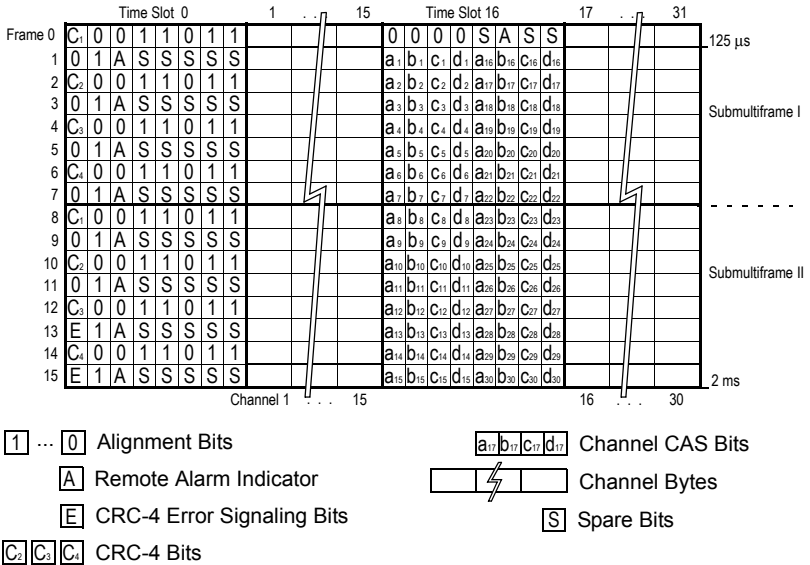 Time Slot 0 1 . . . 15 Time Slot 16 17 . . . 31
Frame 0 C₁ 0 0 1 1 0 1 1 0 0 0 0 S A S S 125 µs
1 0 1 A S S S S S a₁ b₁ c₁ d₁ a₁₆ b₁₆ c₁₆ d₁₆
2 C₂ 0 0 1 1 0 1 1 a₂ b₂ c₂ d₂ a₁₇ b₁₇ c₁₇ d₁₇
3 0 1 A S S S S S a₃ b₃ c₃ d₃ a₁₈ b₁₈ c₁₈ d₁₈
Submultiframe I
4 C₃ 0 0 1 1 0 1 1 a₄ b₄ c₄ d₄ a₁₉ b₁₉ c₁₉ d₁₉
5 0 1 A S S S S S a₅ b₅ c₅ d₅ a₂₀ b₂₀ c₂₀ d₂₀
6 C₄ 0 0 1 1 0 1 1 a₆ b₆ c₆ d₆ a₂₁ b₂₁ c₂₁ d₂₁
7 0 1 A S S S S S a₇ b₇ c₇ d₇ a₂₂ b₂₂ c₂₂ d₂₂
8 C₁ 0 0 1 1 0 1 1 a₈ b₈ c₈ d₈ a₂₃ b₂₃ c₂₃ d₂₃
9 0 1 A S S S S S a₉ b₉ c₉ d₉ a₂₄ b₂₄ c₂₄ d₂₄
10 C₂ 0 0 1 1 0 1 1 a₁₀ b₁₀ c₁₀ d₁₀ a₂₅ b₂₅ c₂₅ d₂₅
Submultiframe II
11 0 1 A S S S S S a₁₁ b₁₁ c₁₁ d₁₁ a₂₆ b₂₆ c₂₆ d₂₆
12 C₃ 0 0 1 1 0 1 1 a₁₂ b₁₂ c₁₂ d₁₂ a₂₇ b₂₇ c₂₇ d₂₇
13 E 1 A S S S S S a₁₃ b₁₃ c₁₃ d₁₃ a₂₈ b₂₈ c₂₈ d₂₈
14 C₄ 0 0 1 1 0 1 1 a₁₄ b₁₄ c₁₄ d₁₄ a₂₉ b₂₉ c₂₉ d₂₉
15 E 1 A S S S S S a₁₅ b₁₅ c₁₅ d₁₅ a₃₀ b₃₀ c₃₀ d₃₀ 2 ms
Channel 1 . . . 15 16 . . . 30
1 ... 0 Alignment Bits
A Remote Alarm Indicator
E CRC-4 Error Signaling Bits
C₂ C₃ C₄ CRC-4 Bits
a₁₇ b₁₇ c₁₇ d₁₇ Channel CAS Bits
Channel Bytes
S Spare Bits